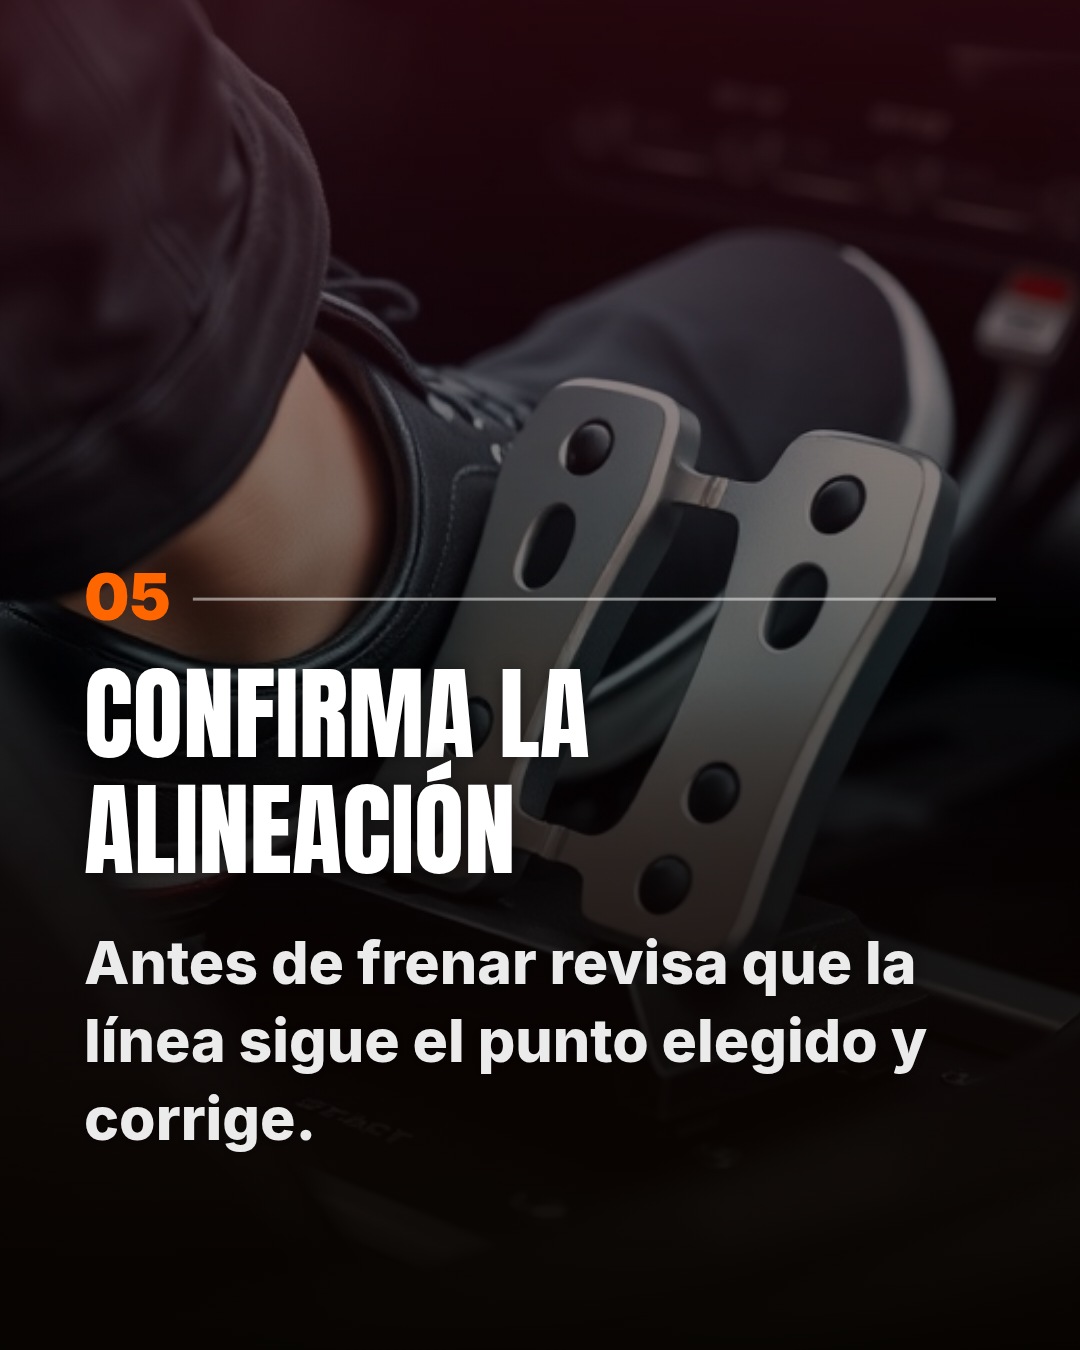 05
CONFIRMA LA
ALINEACIÓN
Antes de frenar revisa que la
línea sigue el punto elegido y
corrige.